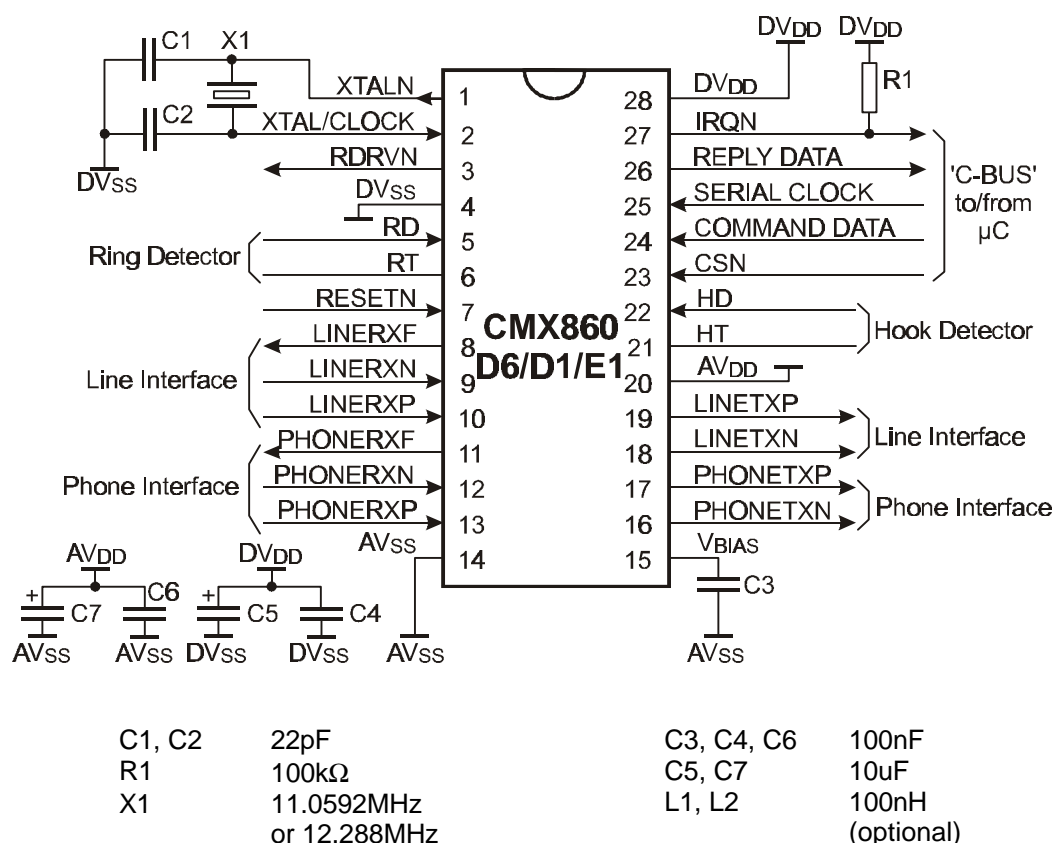 C1
X1
C2
DVSS
XTALN
XTAL/CLOCK
RDRVN
DVSS
RD
RT
Ring Detector
RESETN
LINERXF
LINERXN
LINERXP
Line Interface
PHONERXF
PHONERXN
PHONERXP
Phone Interface
AVSS
1
2
3
4
5
6
7
8
9
10
11
12
13
14
CMX860
D6/D1/E1
28
27
26
25
24
23
22
21
20
19
18
17
16
15
DVDD
DVDD
R1
DVDD
IRQN
REPLY DATA
SERIAL CLOCK
COMMAND DATA
CSN
'C-BUS'
to/from
µC
HD
HT
Hook Detector
AVDD
LINETXP
LINETXN
Line Interface
PHONETXP
PHONETXN
Phone Interface
VBIAS
C3
AVSS
AVDD
+
C7
C6
AVSS
AVSS
DVDD
+
C5
C4
DVSS
DVSS
AVSS
C1, C2 22pF
R1 100kΩ
X1 11.0592MHz
or 12.288MHz
C3, C4, C6 100nF
C5, C7 10uF
L1, L2 100nH
(optional)